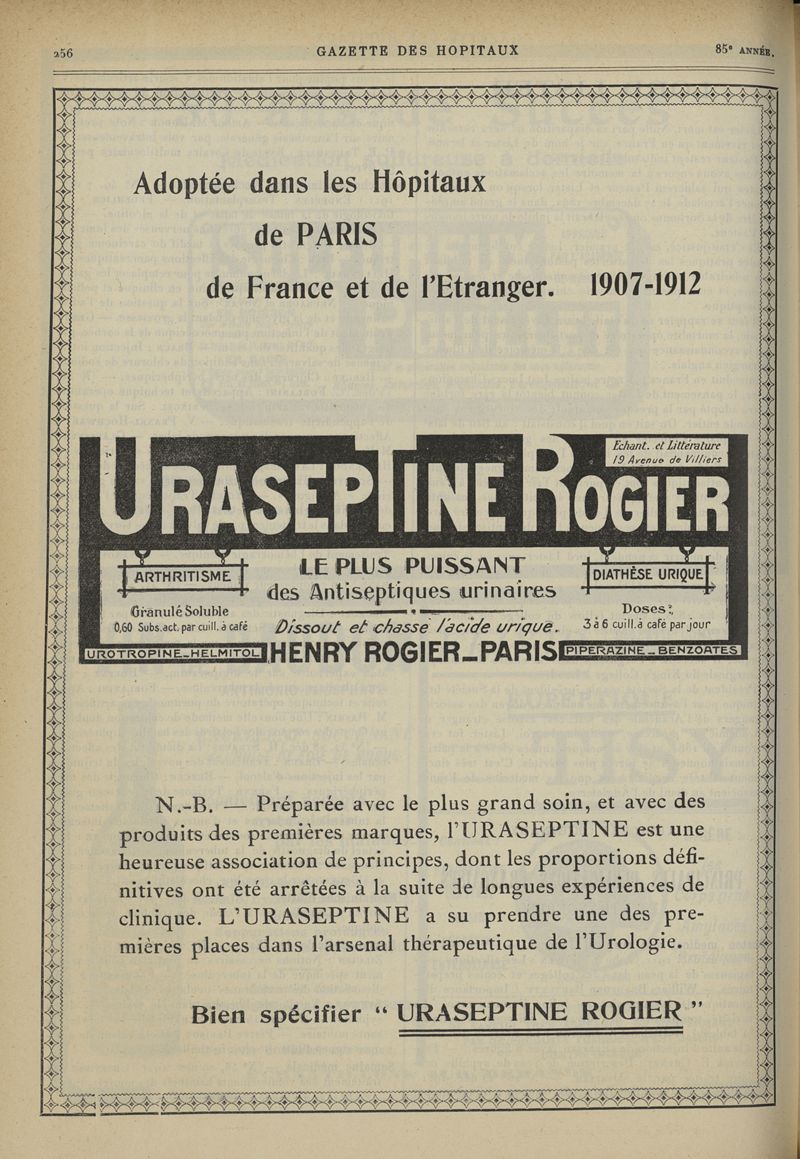 256
GAZETTE DES HOPITAUX
85e ANNÉE.
Adoptée dans les Hôpitaux
de PARIS
de France et de l'Etranger. 1907-1912
Echant. et Littérature
19 Avenue de Villiers
URASEPTINE ROGIER
ARTHRITISME
LE PLUS PUISSANT
des Antiseptiques urinaires
DIATHÈSE URIQUE
Granulé Soluble
0,60 Subs.act. par cuill. à café
Dissout et chasse l'acide urique.
Doses:
3 à 6 cuill. à café par jour
UROTROPINE_HELMITOL
HENRY ROGIER_PARIS
PIPERAZINE_BENZOATES
N.-B. — Préparée avec le plus grand soin, et avec des
produits des premières marques, l'URASEPTINE est une
heureuse association de principes, dont les proportions défi-
nitives ont été arrêtées à la suite de longues expériences de
clinique. L'URASEPTINE a su prendre une des pre-
mières places dans l'arsenal thérapeutique de l'Urologie.
Bien spécifier " URASEPTINE ROGIER "